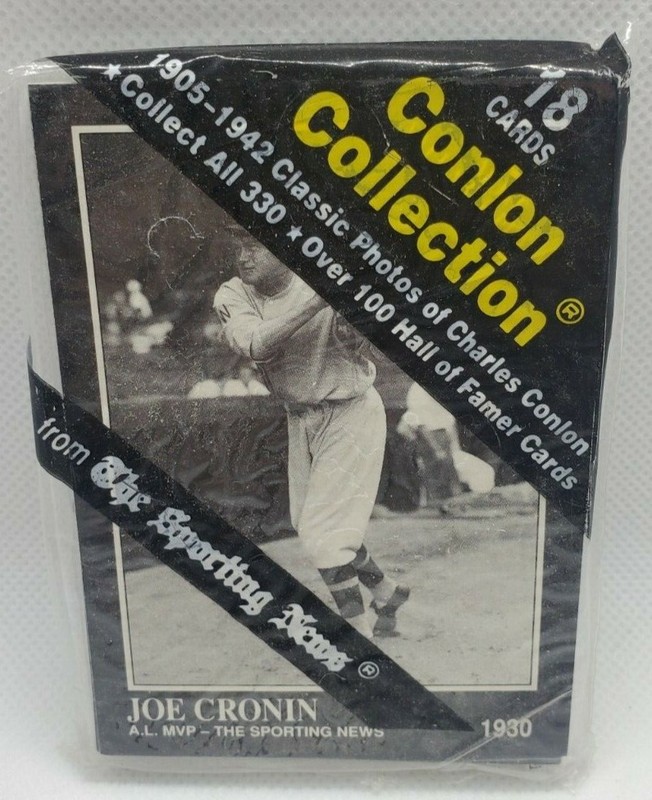 18
CARDS
Conlon
Collection®
1905-1942 Classic Photos of Charles Conlon
★Collect All 330 ★Over 100 Hall of Famer Cards
from The Sporting News®
JOE CRONIN
A.L. MVP – THE SPORTING NEWS
1930